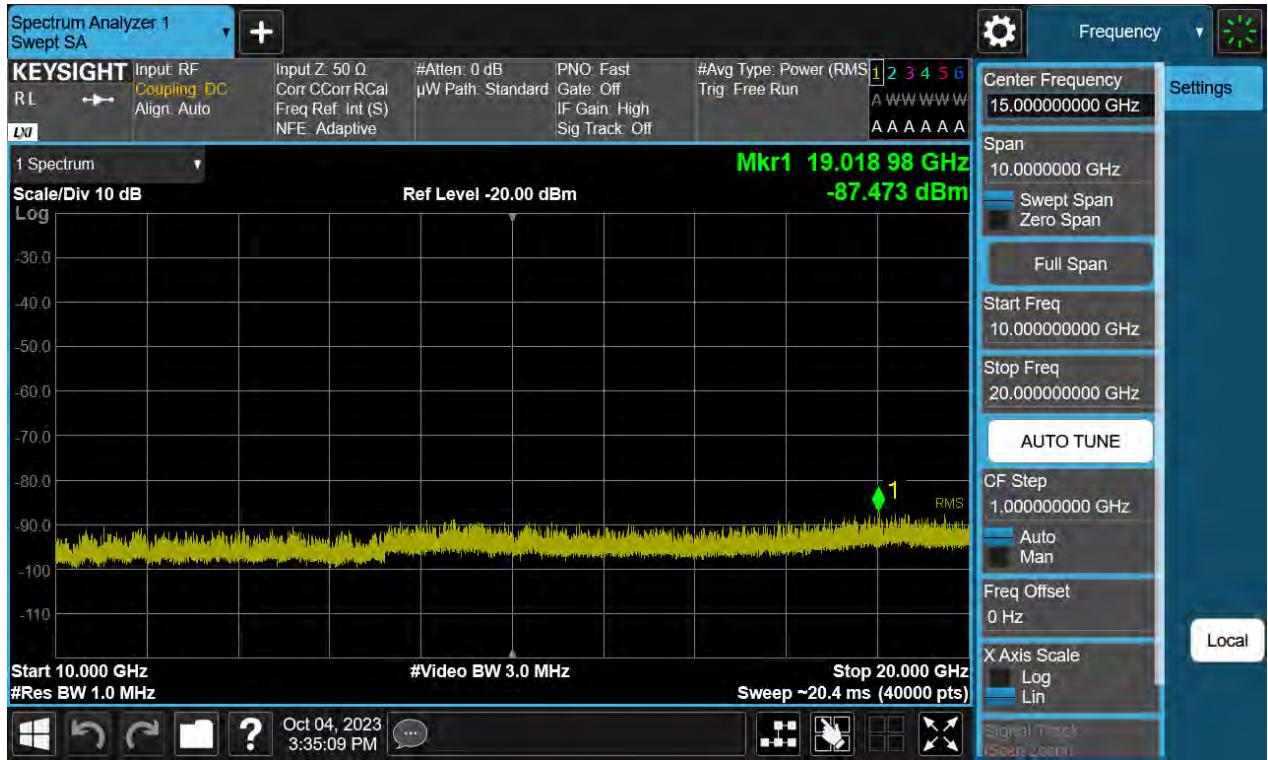 Spectrum Analyzer 1
Swept SA
Frequency
KEYSIGHT
RL
LXI
Input: RF
Coupling: DC
Align: Auto
Input Z: 50 Ω
Corr CCorr RCal
Freq Ref: Int (S)
NFE: Adaptive
#Atten: 0 dB
µW Path: Standard
PNO: Fast
Gate: Off
IF Gain: High
Sig Track: Off
#Avg Type: Power (RMS
Trig: Free Run
1 2 3 4 5 6
A W W W W W
A A A A A A
1 Spectrum
Mkr1 19.018 98 GHz
Scale/Div 10 dB
Ref Level -20.00 dBm
-87.473 dBm
Log
-30.0
-40.0
-50.0
-60.0
-70.0
-80.0
-90.0
-100
-110
1
RMS
Start 10.000 GHz
#Video BW 3.0 MHz
Stop 20.000 GHz
#Res BW 1.0 MHz
Sweep ~20.4 ms (40000 pts)
?
Oct 04, 2023
3:35:09 PM
Center Frequency
15.000000000 GHz
Settings
Span
10.0000000 GHz
Swept Span
Zero Span
Full Span
Start Freq
10.000000000 GHz
Stop Freq
20.000000000 GHz
AUTO TUNE
CF Step
1.000000000 GHz
Auto
Man
Freq Offset
0 Hz
X Axis Scale
Log
Lin
Local
Signal Track
(Span Zoom)